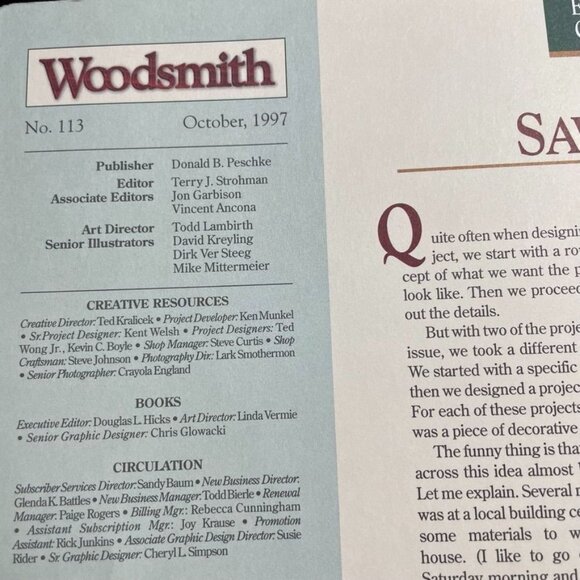 Woodsmith
No. 113 October, 1997
Publisher Donald B. Peschke
Editor Terry J. Strohman
Associate Editors Jon Garbison
Vincent Ancona
Art Director Todd Lambirth
Senior Illustrators David Kreyling
Dirk Ver Steeg
Mike Mittermeier
CREATIVE RESOURCES
Creative Director: Ted Kralicek • Project Developer: Ken Munkel
• Sr. Project Designer: Kent Welsh • Project Designers: Ted
Wong Jr., Kevin C. Boyle • Shop Manager: Steve Curtis • Shop
Craftsman: Steve Johnson • Photography Dir.: Lark Smothermon
• Senior Photographer: Crayola England
BOOKS
Executive Editor: Douglas L. Hicks • Art Director: Linda Vermie
• Senior Graphic Designer: Chris Glowacki
CIRCULATION
Subscriber Services Director: Sandy Baum • New Business Director:
Glenda K. Battles • New Business Manager: Todd Bierle • Renewal
Manager: Paige Rogers • Billing Mgr.: Rebecca Cunningham
• Assistant Subscription Mgr.: Joy Krause • Promotion
Assistant: Rick Junkins • Associate Graphic Design Director: Susie
Rider • Sr. Graphic Designer: Cheryl L. Simpson
SAW
Quite often when designin
ject, we start with a ro
cept of what we want the p
look like. Then we proceed
out the details.
But with two of the proje
issue, we took a different
We started with a specific
then we designed a projec
For each of these projects
was a piece of decorative
The funny thing is that
across this idea almost
Let me explain. Several
was at a local building ce
some materials to w
house. (I like to go
Saturday morning and